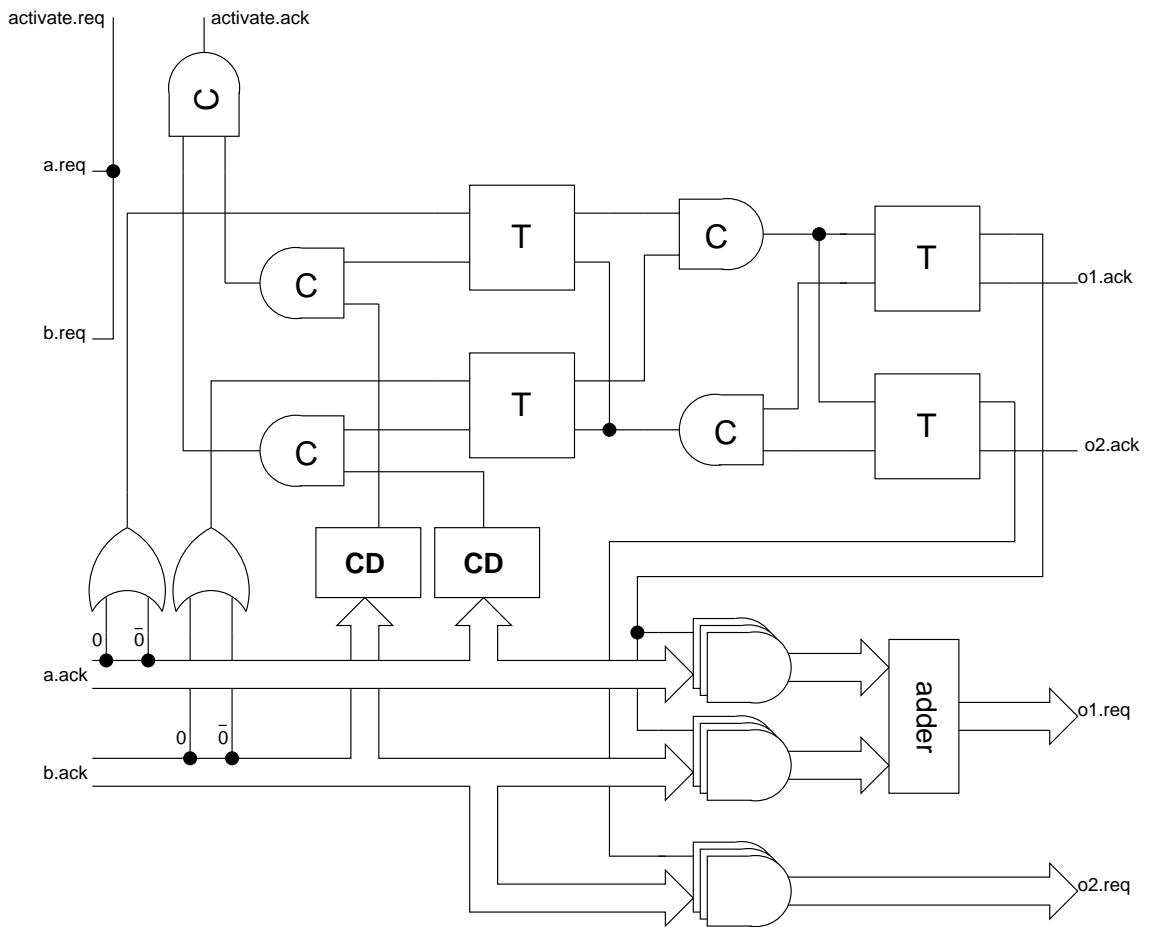 activate.req
activate.ack
C
a.req
T
C
T
o1.ack
C
b.req
T
C
T
o2.ack
C
CD
CD
0
0̅
a.ack
adder
o1.req
0
0̅
b.ack
o2.req